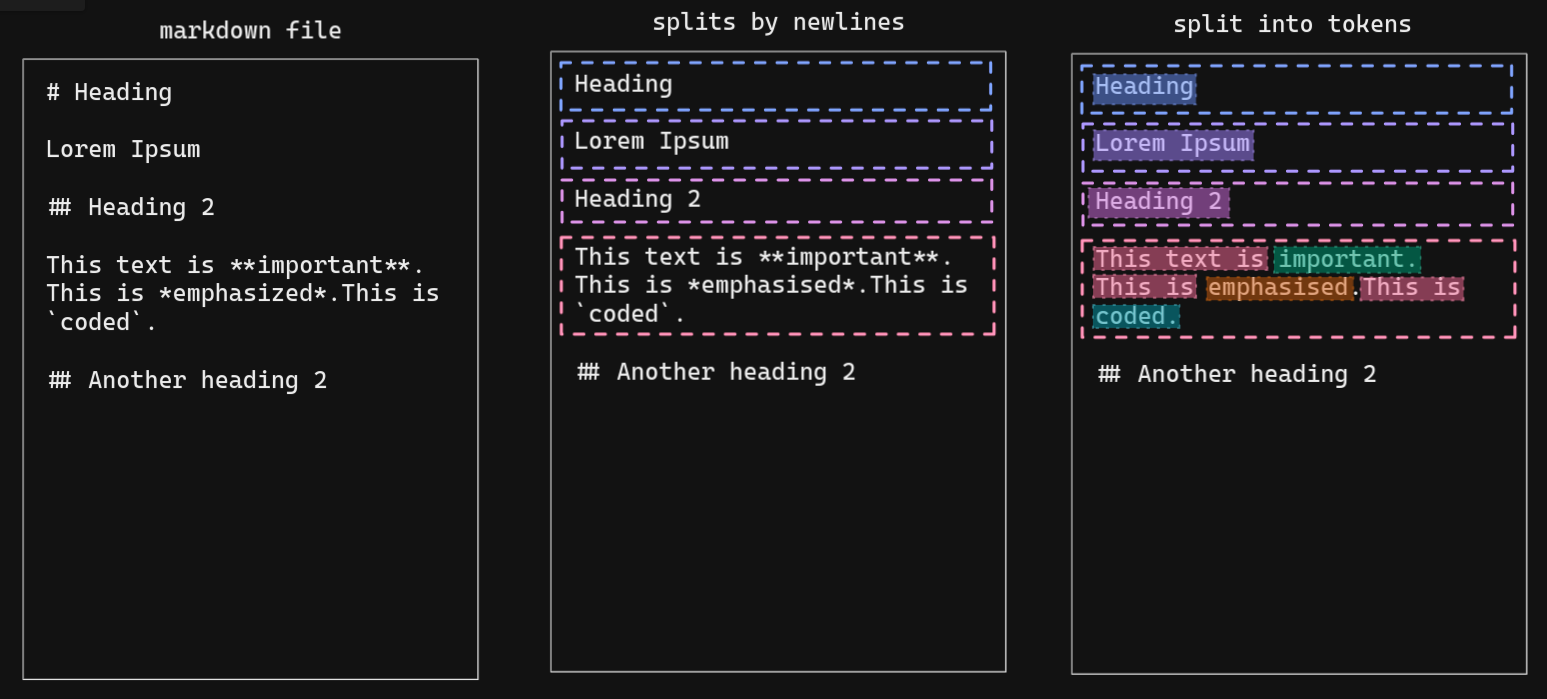 markdown file
# Heading
Lorem Ipsum
## Heading 2
This text is **important**.
This is *emphasized*.This is
`coded`.
## Another heading 2
splits by newlines
Heading
Lorem Ipsum
Heading 2
This text is **important**.
This is *emphasised*.This is
`coded`.
## Another heading 2
split into tokens
Heading
Lorem Ipsum
Heading 2
This text is important.
This is emphasised.This is
coded.
## Another heading 2